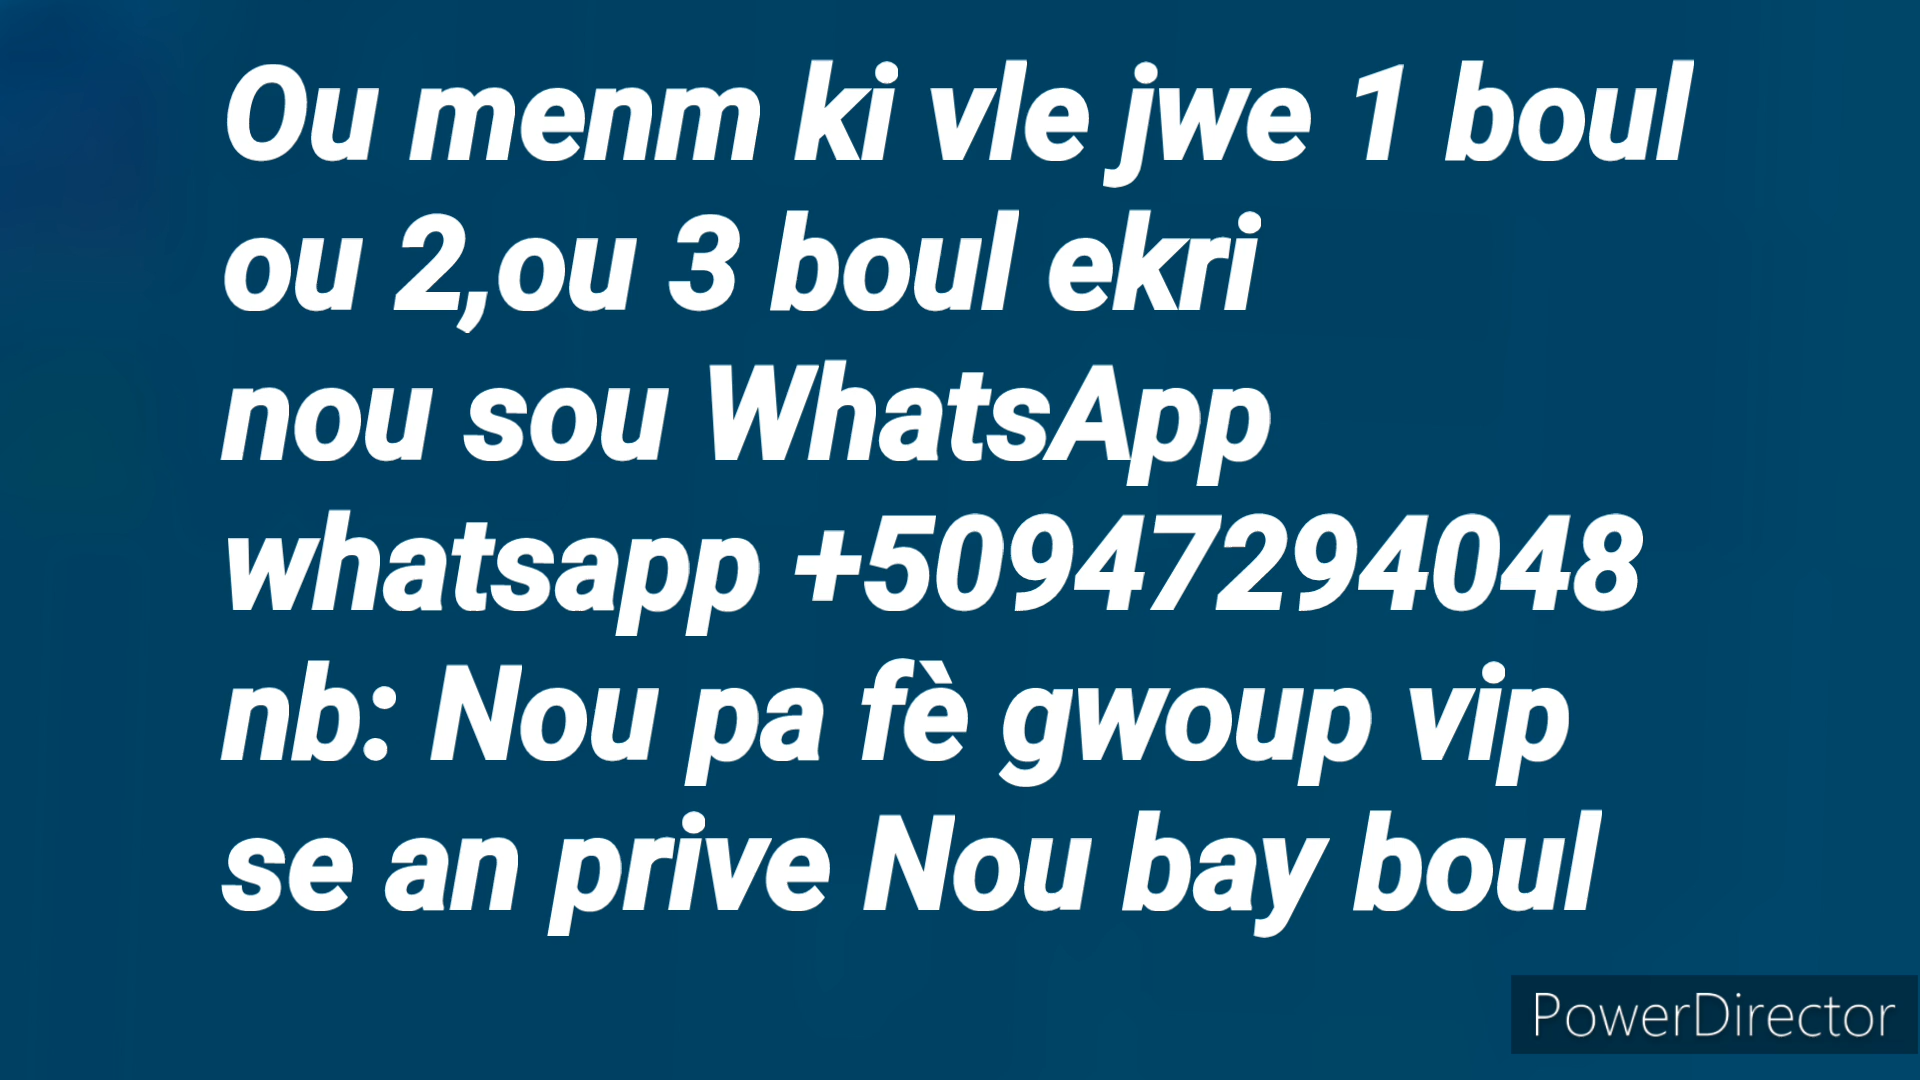 Ou menm ki vle jwe 1 boul
ou 2,ou 3 boul ekri
nou sou WhatsApp
whatsapp +50947294048
nb: Nou pa fè gwoup vip
se an prive Nou bay boul
PowerDirector